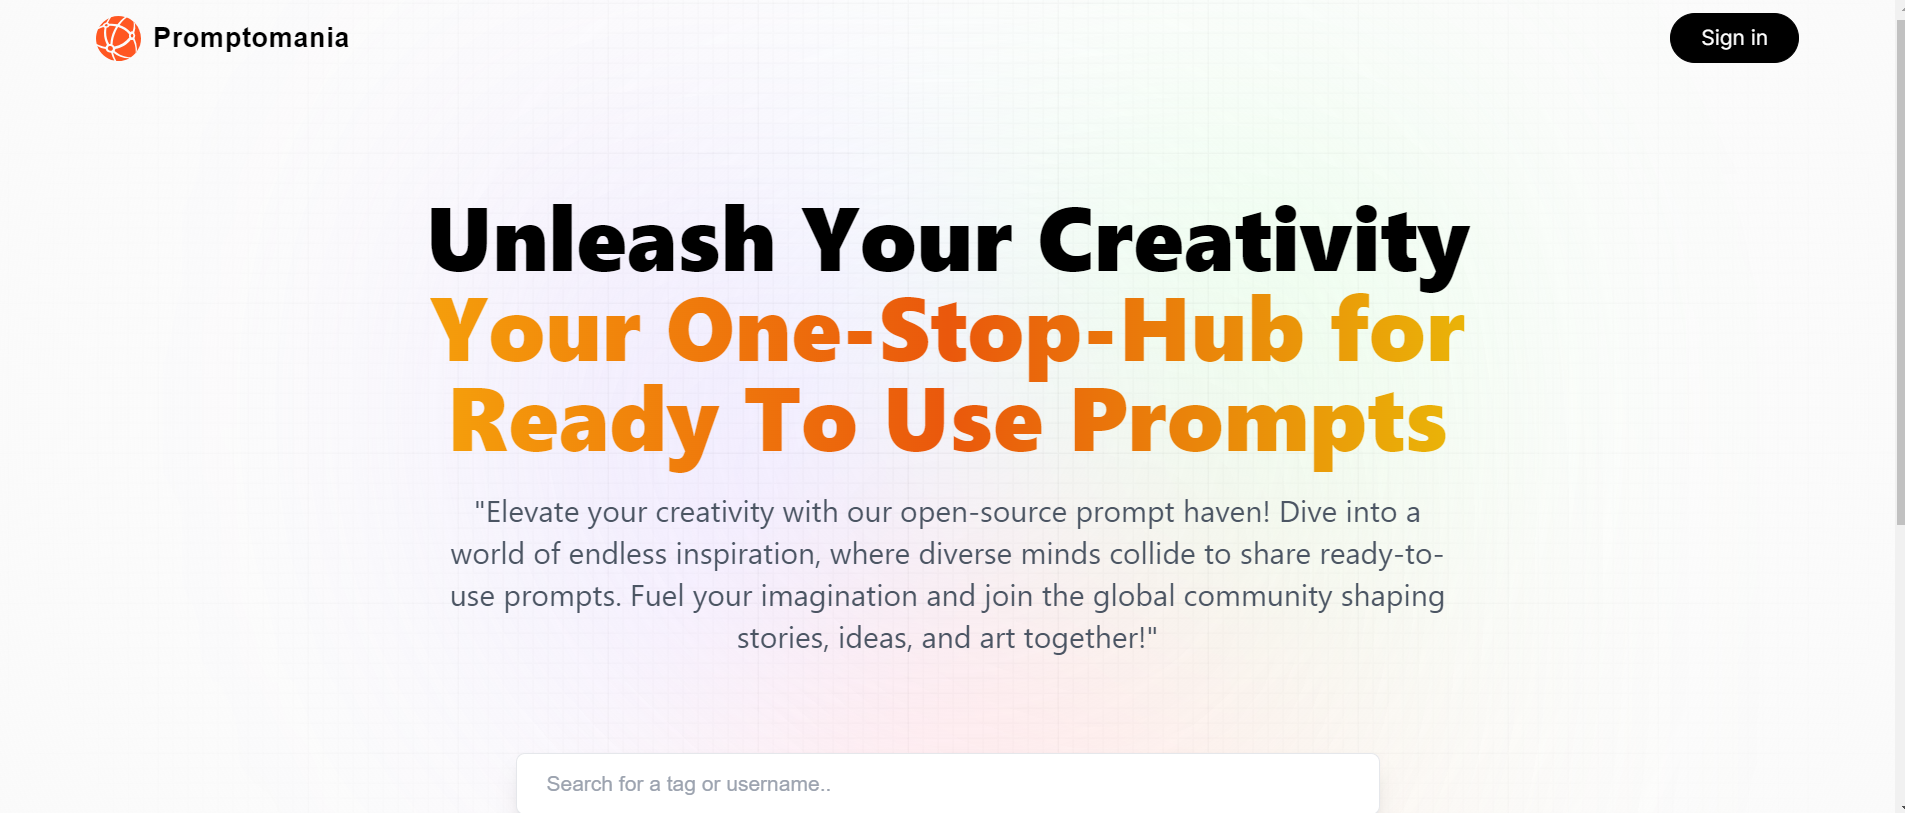 Promptomania
Sign in
Unleash Your Creativity
Your One-Stop-Hub for
Ready To Use Prompts
"Elevate your creativity with our open-source prompt haven! Dive into a
world of endless inspiration, where diverse minds collide to share ready-to-
use prompts. Fuel your imagination and join the global community shaping
stories, ideas, and art together!"
Search for a tag or username..